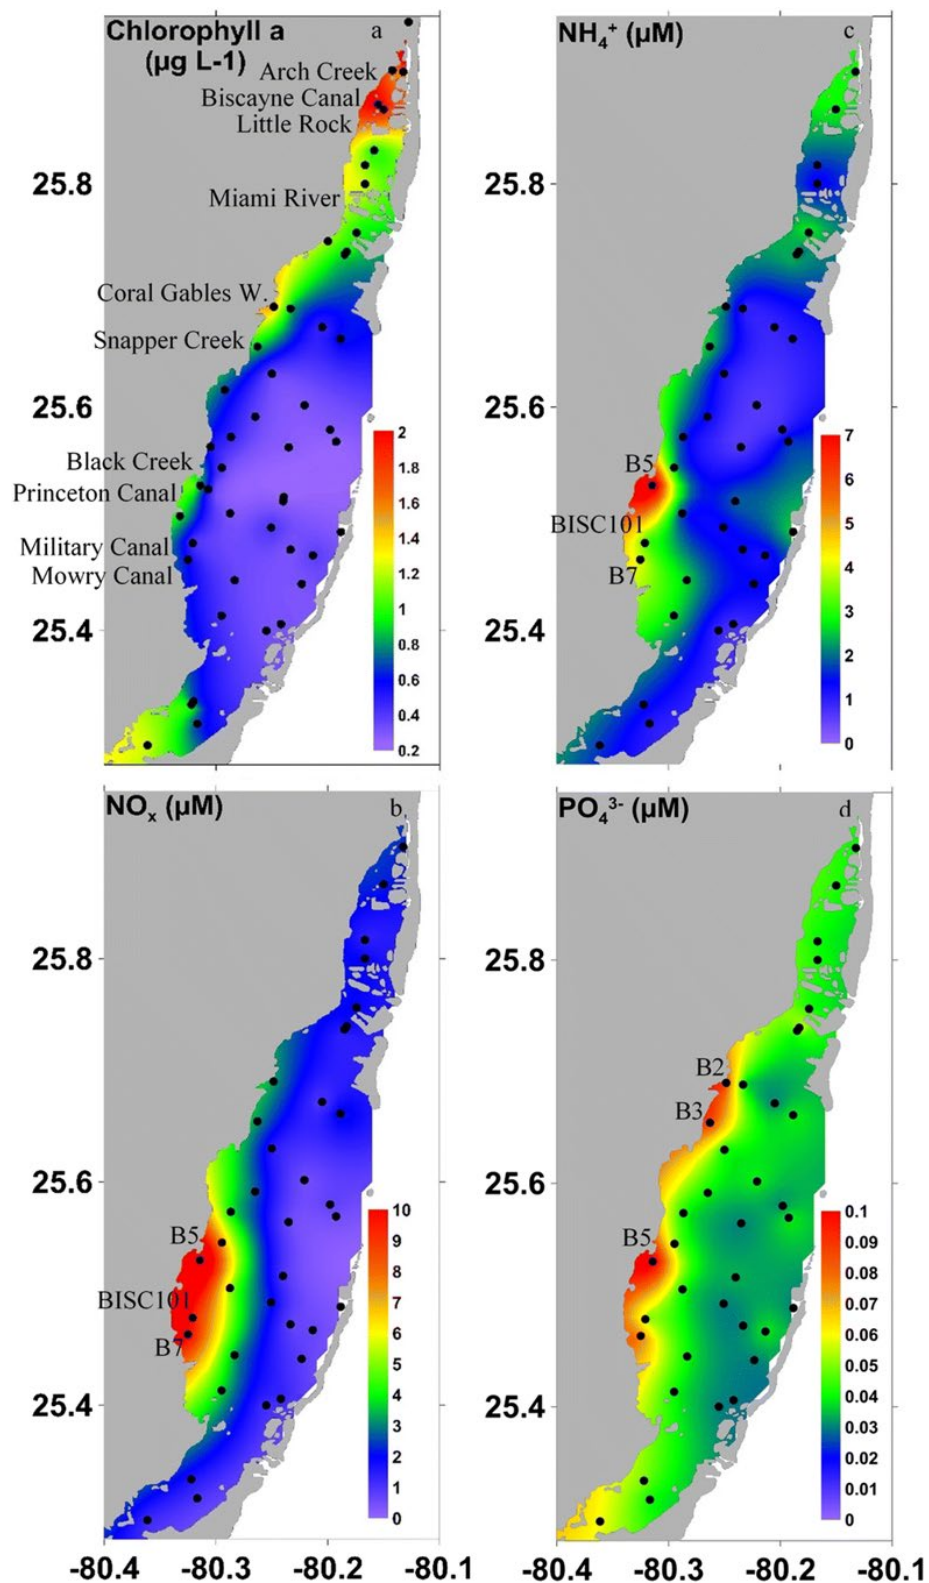 Chlorophyll a
(µg L-1)
a
Arch Creek
Biscayne Canal
Little Rock
25.8
Miami River
Coral Gables W.
Snapper Creek
25.6
Black Creek
Princeton Canal
Military Canal
Mowry Canal
25.4
2
1.8
1.6
1.4
1.2
1
0.8
0.6
0.4
0.2
NH₄⁺ (µM)
c
25.8
25.6
B5
BISC101
B7
25.4
7
6
5
4
3
2
1
0
NOₓ (µM)
b
25.8
25.6
B5
BISC101
B7
25.4
10
9
8
7
6
5
4
3
2
1
0
-80.4 -80.3 -80.2 -80.1
PO₄³⁻ (µM)
d
25.8
B2
B3
25.6
B5
25.4
0.1
0.09
0.08
0.07
0.06
0.05
0.04
0.03
0.02
0.01
0
-80.4 -80.3 -80.2 -80.1